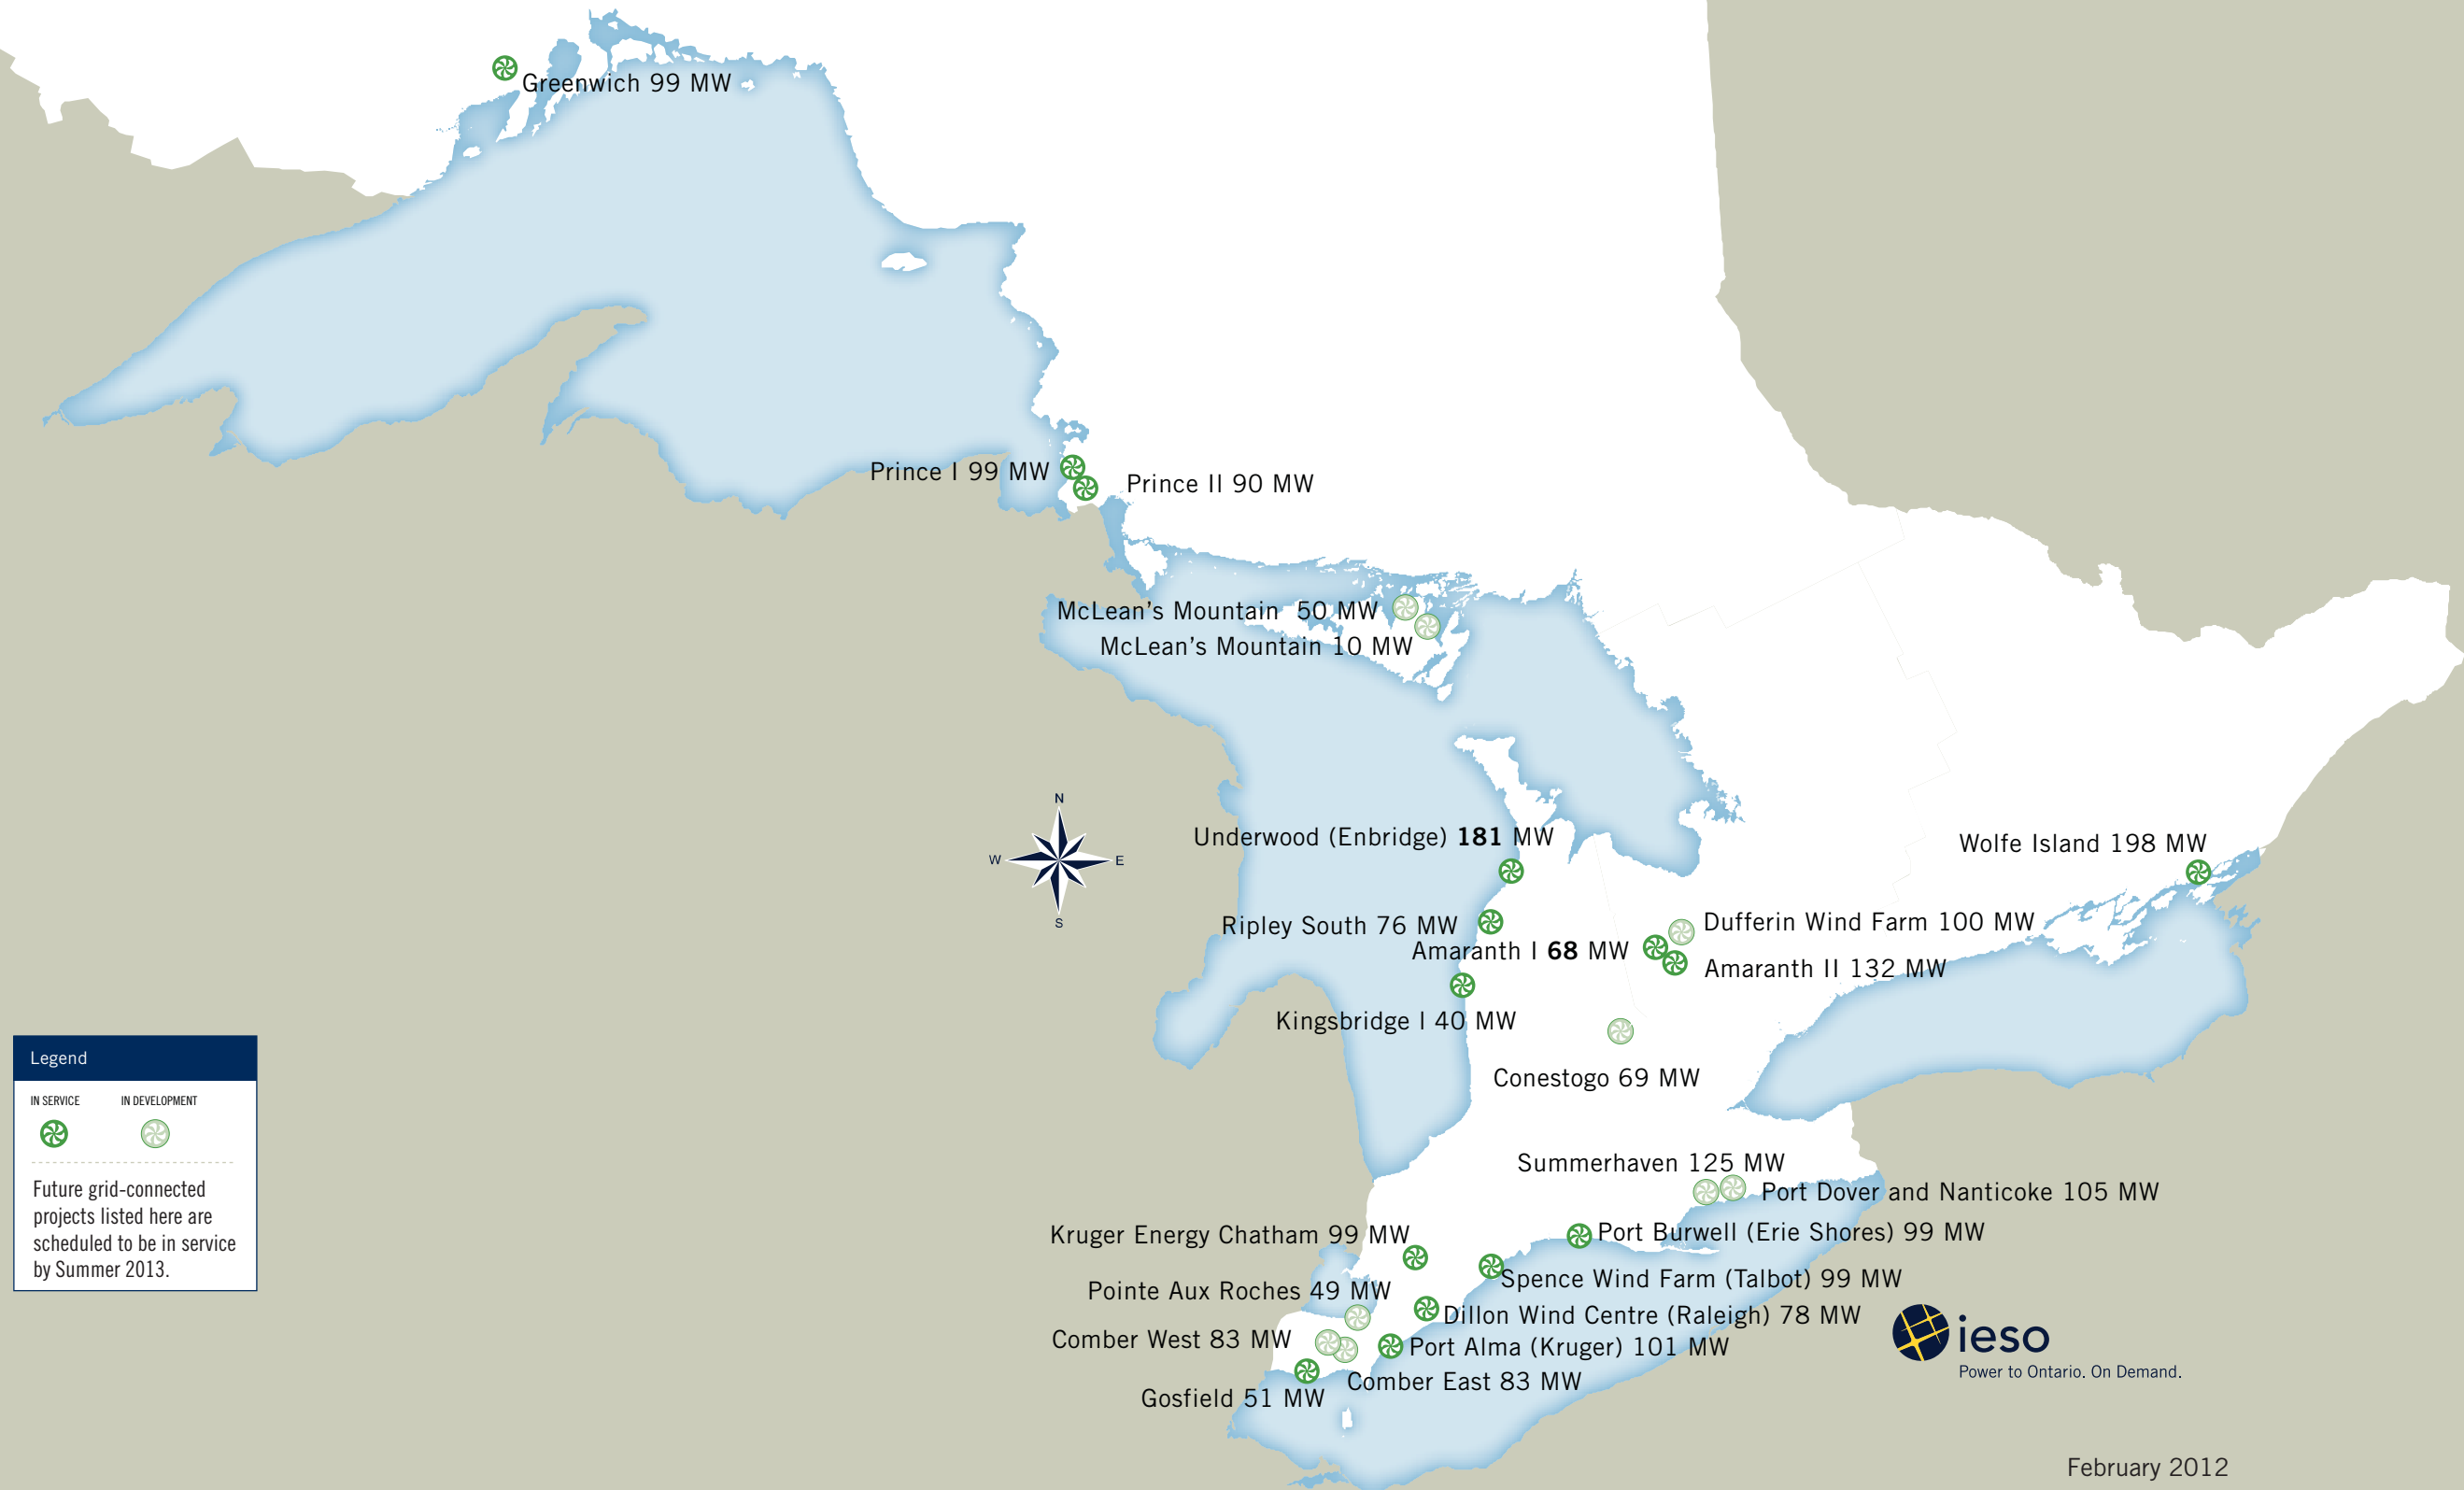 Greenwich 99 MW
Prince I 99 MW
Prince II 90 MW
McLean's Mountain 50 MW
McLean's Mountain 10 MW
N
W
E
S
Underwood (Enbridge) 181 MW
Wolfe Island 198 MW
Ripley South 76 MW
Dufferin Wind Farm 100 MW
Amaranth I 68 MW
Amaranth II 132 MW
Kingsbridge I 40 MW
Conestogo 69 MW
Legend
IN SERVICE
IN DEVELOPMENT
Future grid-connected
projects listed here are
scheduled to be in service
by Summer 2013.
Summerhaven 125 MW
Port Dover and Nanticoke 105 MW
Kruger Energy Chatham 99 MW
Port Burwell (Erie Shores) 99 MW
Spence Wind Farm (Talbot) 99 MW
Pointe Aux Roches 49 MW
Dillon Wind Centre (Raleigh) 78 MW
Comber West 83 MW
Port Alma (Kruger) 101 MW
Comber East 83 MW
Gosfield 51 MW
ieso
Power to Ontario. On Demand.
February 2012